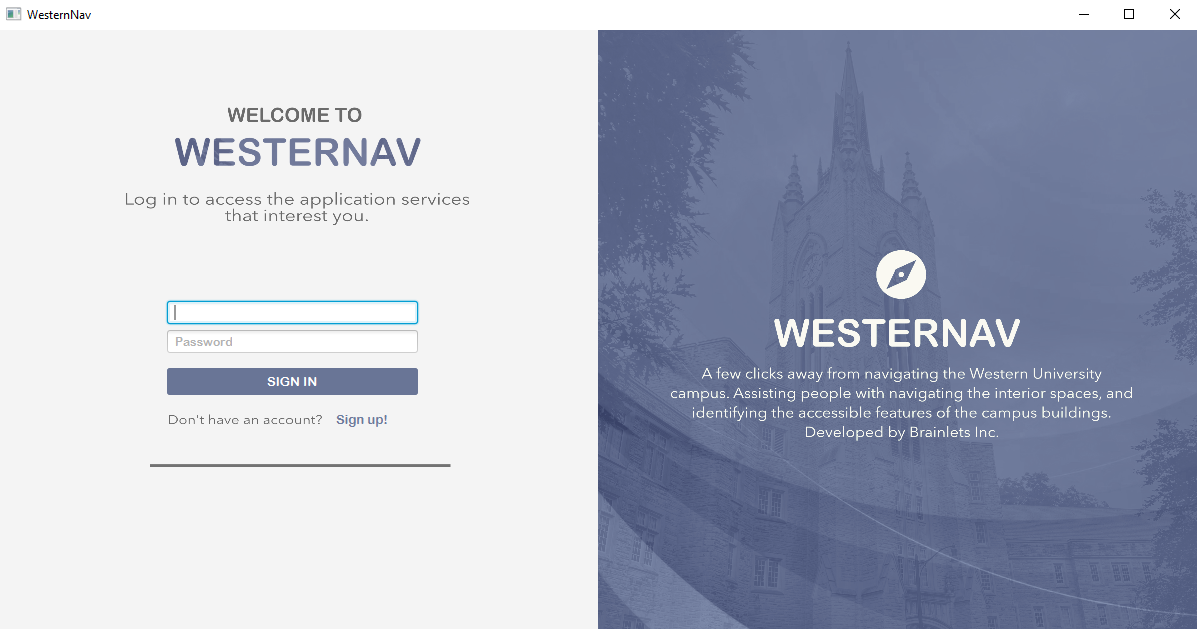 WesternNav
WELCOME TO
WESTERNAV
Log in to access the application services
that interest you.
Password
SIGN IN
Don't have an account? Sign up!
WESTERNAV
A few clicks away from navigating the Western University
campus. Assisting people with navigating the interior spaces, and
identifying the accessible features of the campus buildings.
Developed by Brainlets Inc.